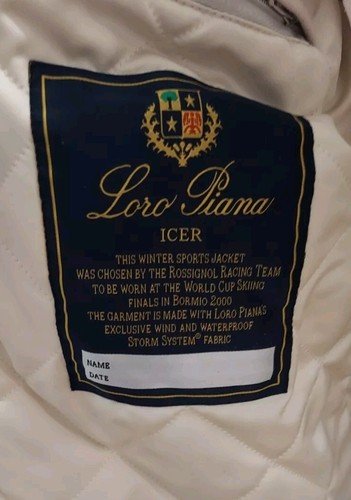 Loro Piana
ICER
THIS WINTER SPORTS JACKET
WAS CHOSEN BY THE ROSSIGNOL RACING TEAM
TO BE WORN AT THE WORLD CUP SKIING
FINALS IN BORMIO 2000
THE GARMENT IS MADE WITH LORO PIANA'S
EXCLUSIVE WIND AND WATERPROOF
STORM SYSTEM® FABRIC
NAME
DATE